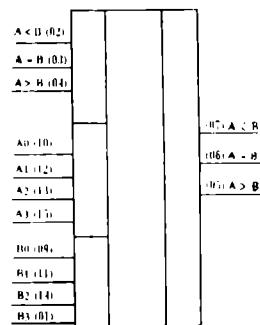 A < B (02)
A = B (03)
A > B (04)
(07) A < B
(06) A = B
(05) A > B
A0 (10)
A1 (12)
A2 (13)
A3 (15)
B0 (09)
B1 (11)
B2 (14)
B3 (01)